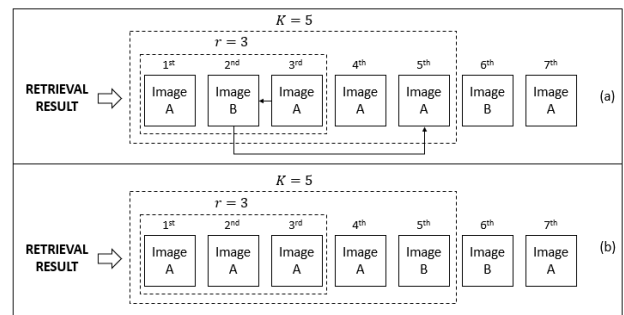 K = 5
r = 3
1st 2nd 3rd 4th 5th 6th 7th
RETRIEVAL RESULT
Image A
Image B
Image A
Image A
Image A
Image B
Image A
(a)
K = 5
r = 3
1st 2nd 3rd 4th 5th 6th 7th
RETRIEVAL RESULT
Image A
Image A
Image A
Image A
Image B
Image B
Image A
(b)